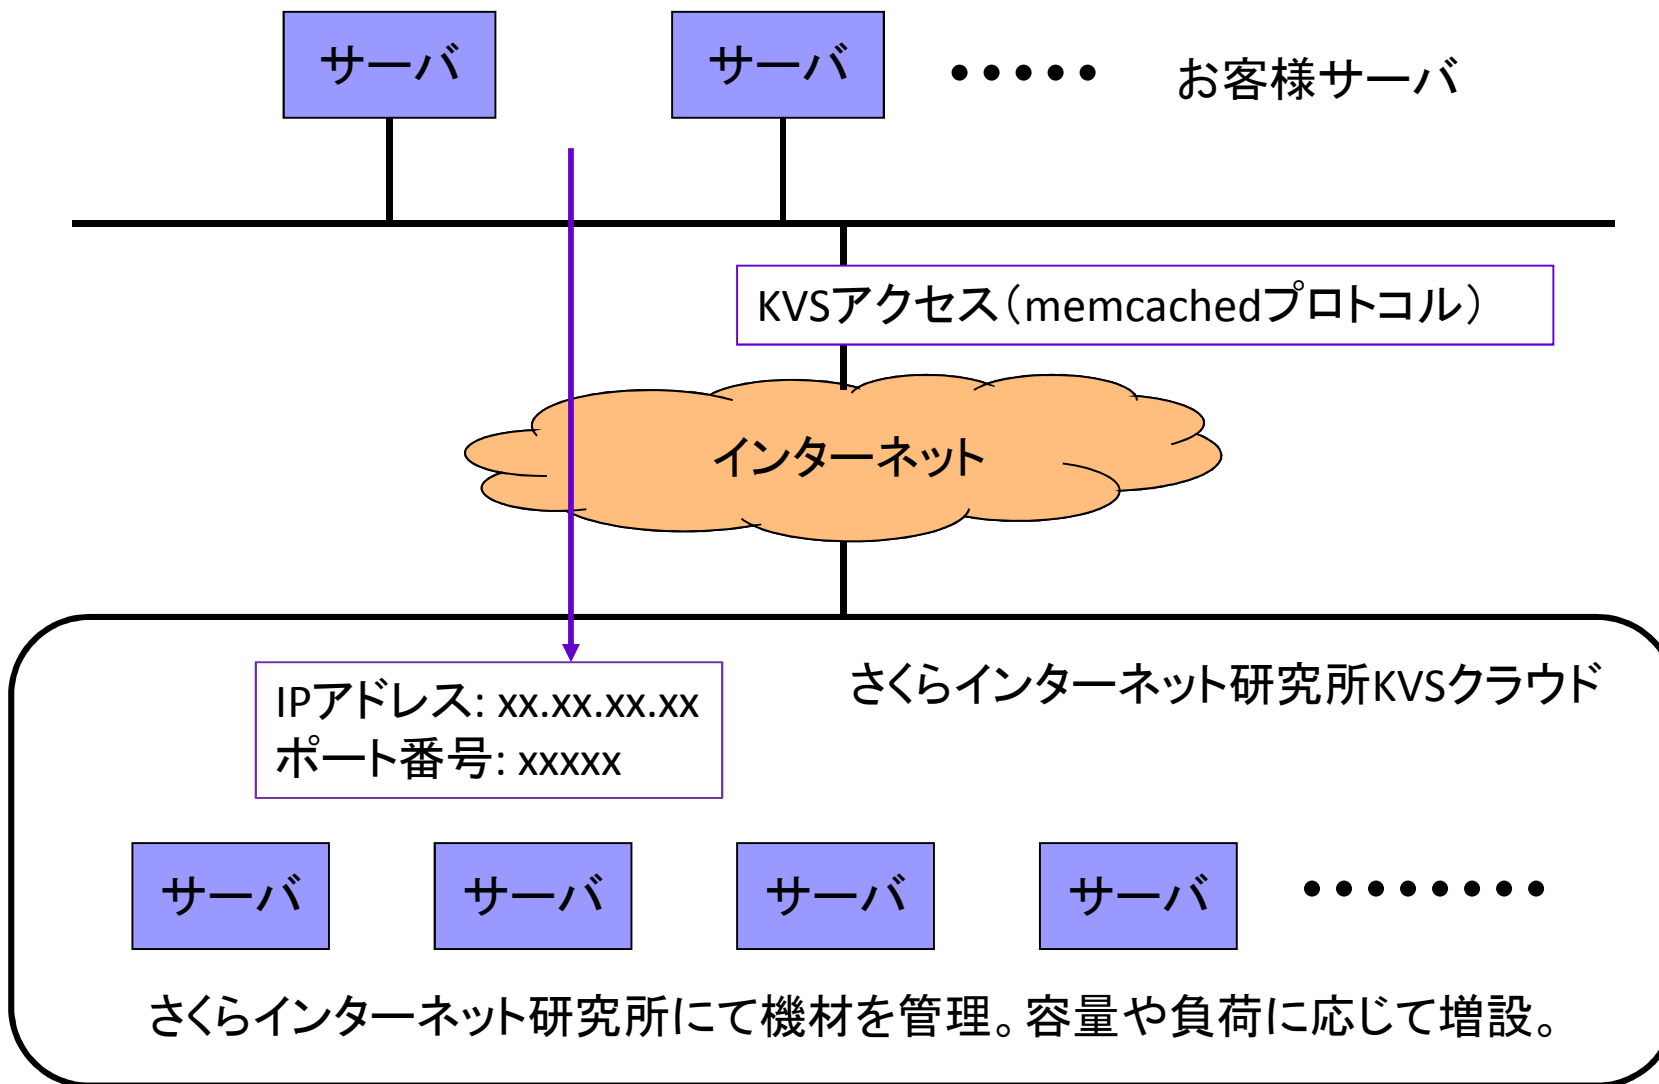 サーバ
サーバ
お客様サーバ
KVSアクセス（memcachedプロトコル）
インターネット
さくらインターネット研究所KVSクラウド
IPアドレス: xx.xx.xx.xx
ポート番号: xxxxx
サーバ
サーバ
サーバ
サーバ
さくらインターネット研究所にて機材を管理。容量や負荷に応じて増設。